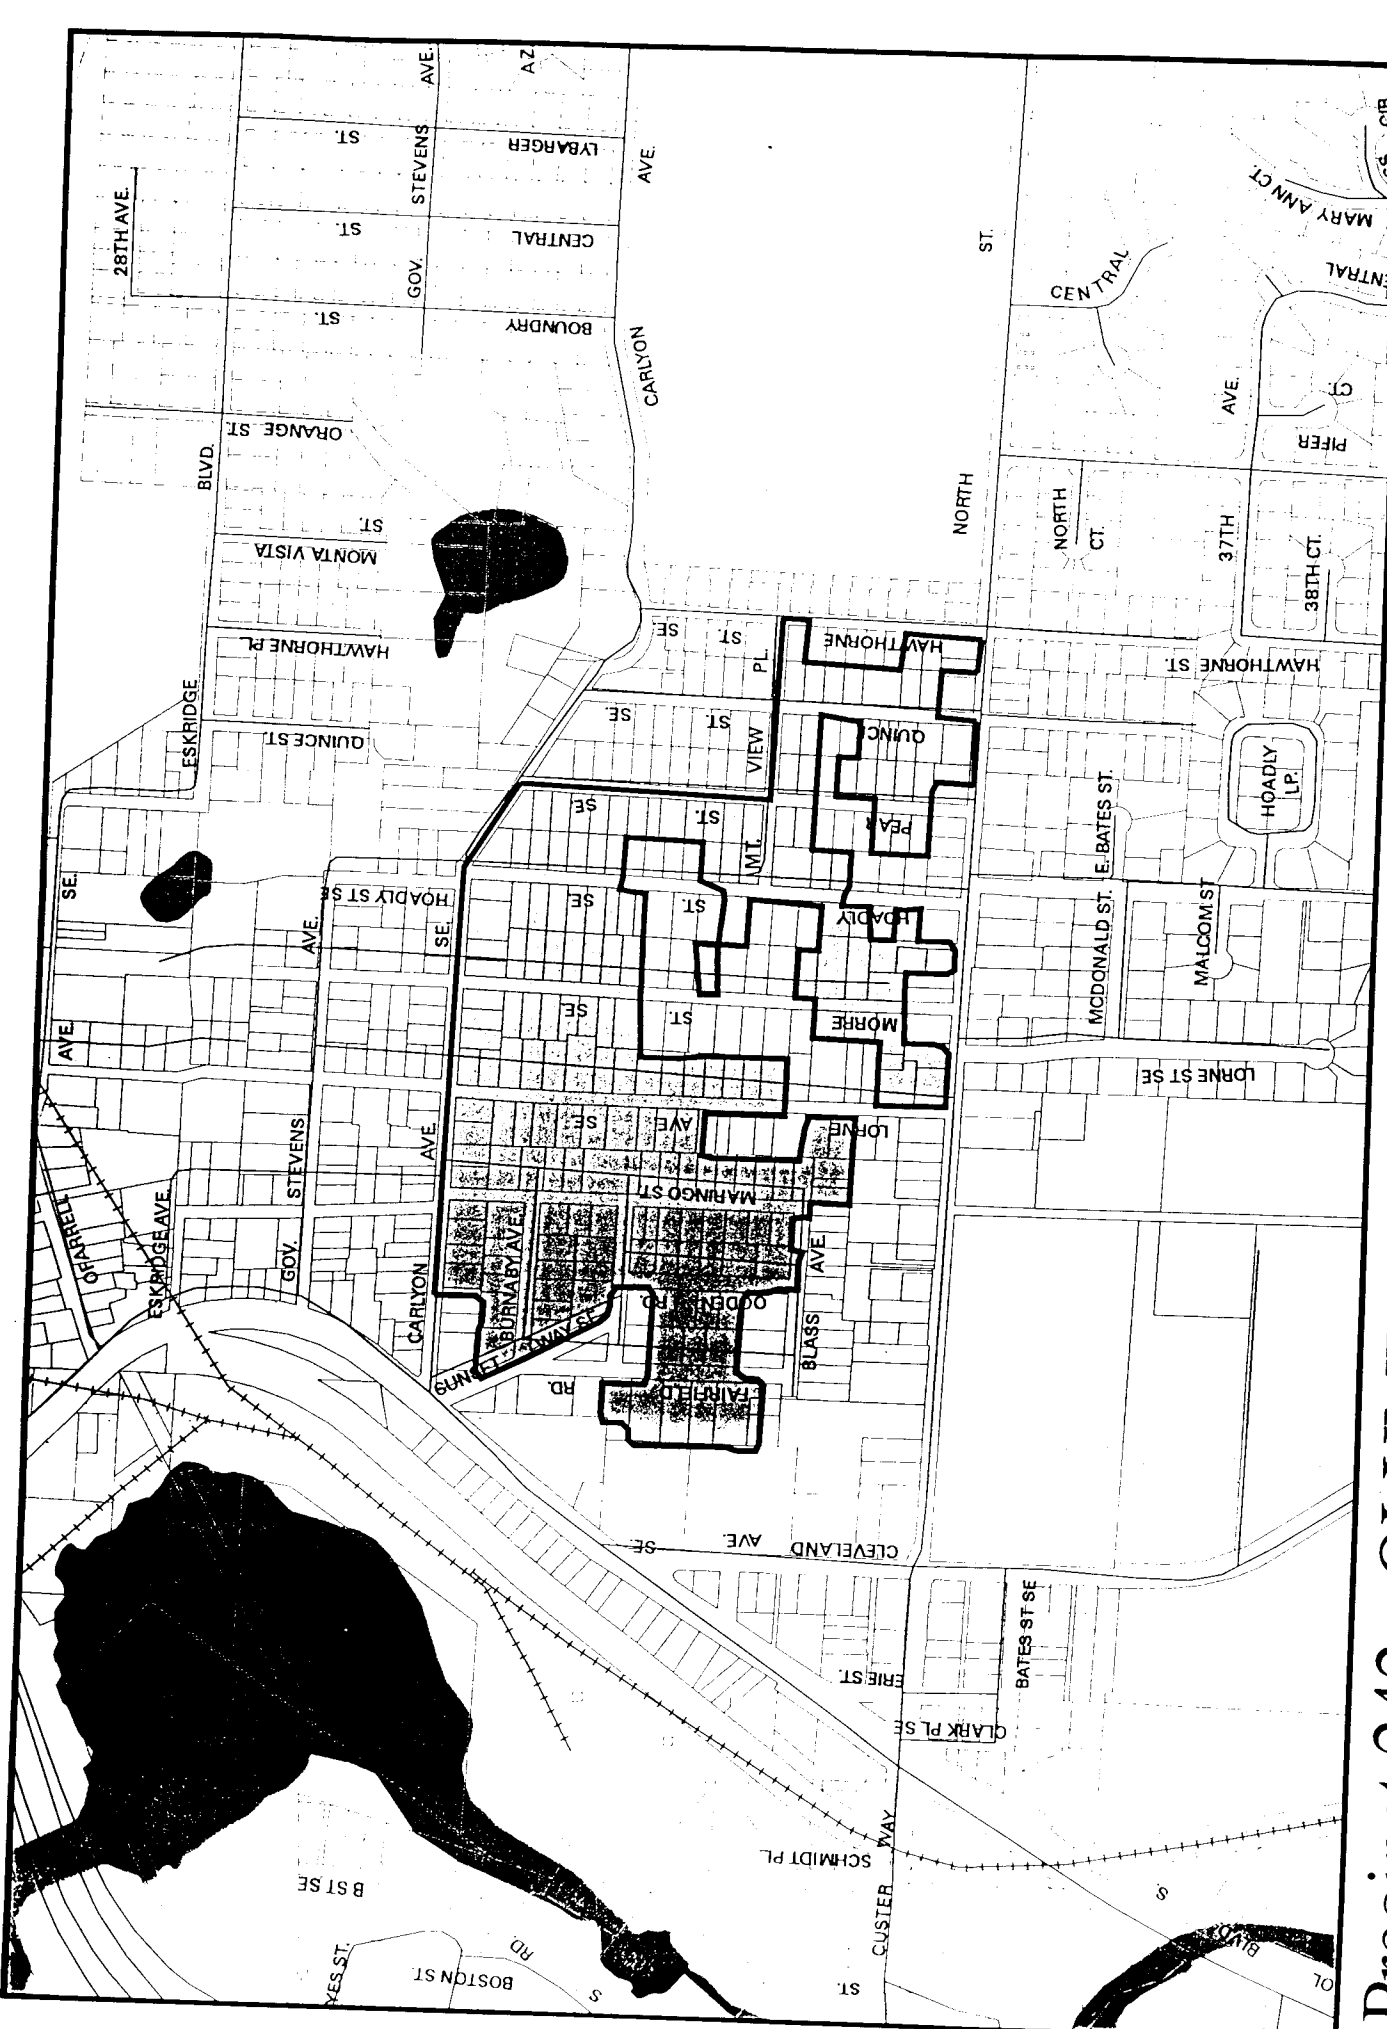 28TH AVE.
ESKRIDGE BLVD.
GOV. STEVENS AVE.
AZ
LYBARGER ST.
CENTRAL ST.
BOUNDRY ST.
CARLYON AVE.
ORANGE ST.
MONTA VISTA ST.
HAWTHORNE PL.
QUINCE ST.
NORTH ST.
CENTRAL
MARY ANN CT.
37TH AVE.
PIFER CT.
NORTH CT.
38TH CT.
HAWTHORNE ST.
HOADLY LP.
E. BATES ST.
MCDONALD ST.
MALCOM ST
LORNE ST SE
HAWTHORNE ST. SE
QUINC ST. SE
PEAR ST. SE
MT. VIEW PL.
HOADLY ST. SE
MORRE ST. SE
LORNE AVE SE
MARINGO ST.
BURNABY AVE.
OGDEN RD.
SUNSET WAY SE
FAIRFIELD RD.
BLASS AVE.
HOADLY ST SE
CARLYON AVE. SE.
GOV. STEVENS AVE.
ESKRIDGE AVE.
AVE. SE.
OFARRELL
CLEVELAND AVE. SE
ERIE ST.
CLARK PL SE
BATES ST SE
CUSTER WAY
SCHMIDT PL.
ST.
B ST SE
YES ST.
BOSTON ST.
RD
S
S
BLVD
OL